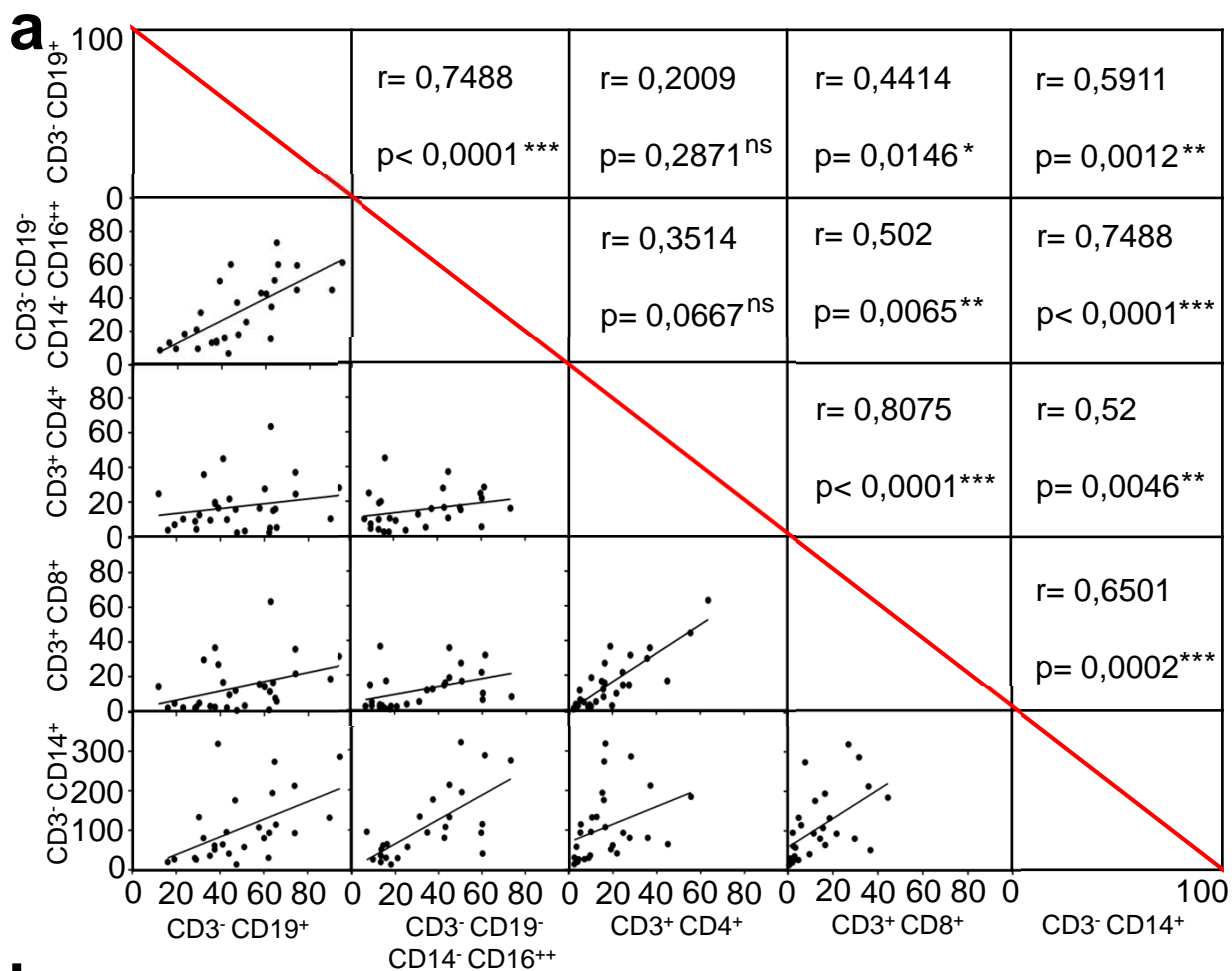 a
100
CD3- CD19+
0
r= 0,7488
p< 0,0001***
r= 0,2009
p= 0,2871ns
r= 0,4414
p= 0,0146*
r= 0,5911
p= 0,0012**
CD3- CD19-
CD14- CD16++
80
60
40
20
0
r= 0,3514
p= 0,0667ns
r= 0,502
p= 0,0065**
r= 0,7488
p< 0,0001***
CD3+ CD4+
80
60
40
20
0
r= 0,8075
p< 0,0001***
r= 0,52
p= 0,0046**
CD3+ CD8+
80
60
40
20
0
r= 0,6501
p= 0,0002***
CD3- CD14+
300
200
100
0
0 20 40 60 80 0 20 40 60 80 0 20 40 60 80 0 20 40 60 80 0 100
CD3- CD19+
CD3- CD19-
CD14- CD16++
CD3+ CD4+
CD3+ CD8+
CD3- CD14+